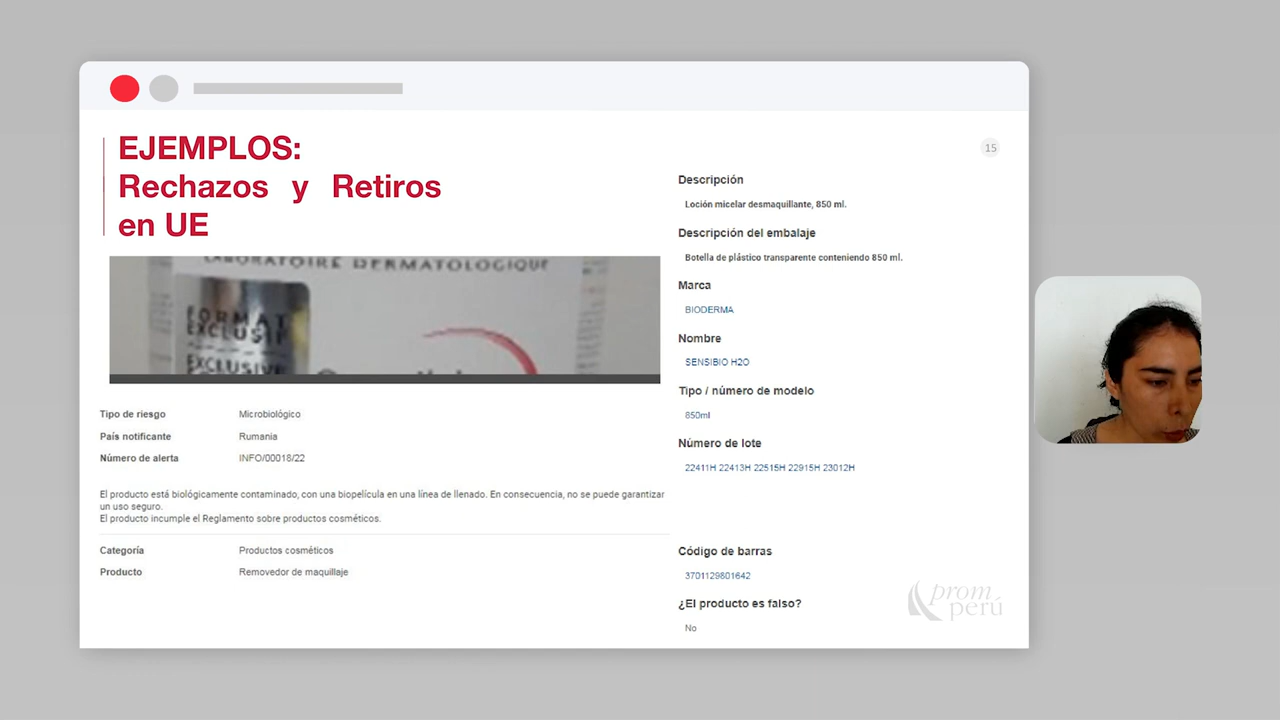 EJEMPLOS:
Rechazos y Retiros
en UE
15
LABORATOIRE DERMATOLOGIQUE
FORMAT
EXCLUSIF
EXCLUSIVE
Tipo de riesgo Microbiológico
País notificante Rumania
Número de alerta INFO/00018/22
El producto está biológicamente contaminado, con una biopelícula en una línea de llenado. En consecuencia, no se puede garantizar
un uso seguro.
El producto incumple el Reglamento sobre productos cosméticos.
Categoría Productos cosméticos
Producto Removedor de maquillaje
Descripción
Loción micelar desmaquillante, 850 ml.
Descripción del embalaje
Botella de plástico transparente conteniendo 850 ml.
Marca
BIODERMA
Nombre
SENSIBIO H2O
Tipo / número de modelo
850ml
Número de lote
22411H 22413H 22515H 22915H 23012H
Código de barras
3701129801642
¿El producto es falso?
No
prom
perú